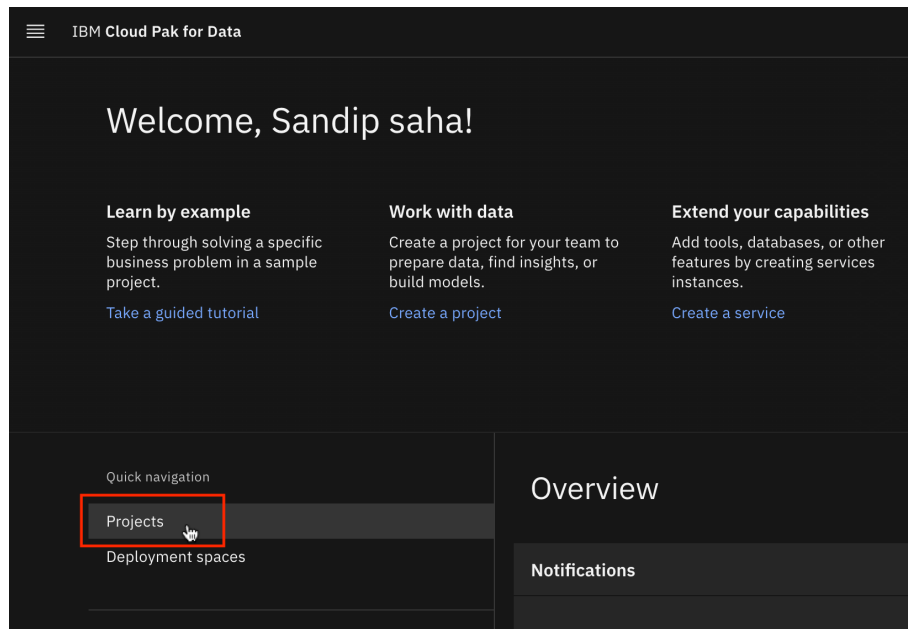 IBM Cloud Pak for Data
Welcome, Sandip saha!
Learn by example
Step through solving a specific
business problem in a sample
project.
Take a guided tutorial
Work with data
Create a project for your team to
prepare data, find insights, or
build models.
Create a project
Extend your capabilities
Add tools, databases, or other
features by creating services
instances.
Create a service
Quick navigation
Projects
Deployment spaces
Overview
Notifications